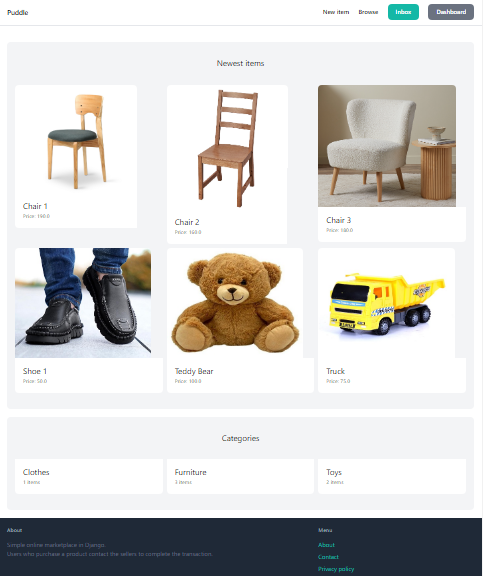 Puddle
New item
Browse
Inbox
Dashboard
Newest items
Chair 1
Price: 190.0
Chair 2
Price: 160.0
Chair 3
Price: 180.0
Shoe 1
Price: 50.0
Teddy Bear
Price: 100.0
Truck
Price: 75.0
Categories
Clothes
1 items
Furniture
3 items
Toys
2 items
About
Simple online marketplace in Django.
Users who purchase a product contact the sellers to complete the transaction.
Menu
About
Contact
Privacy policy